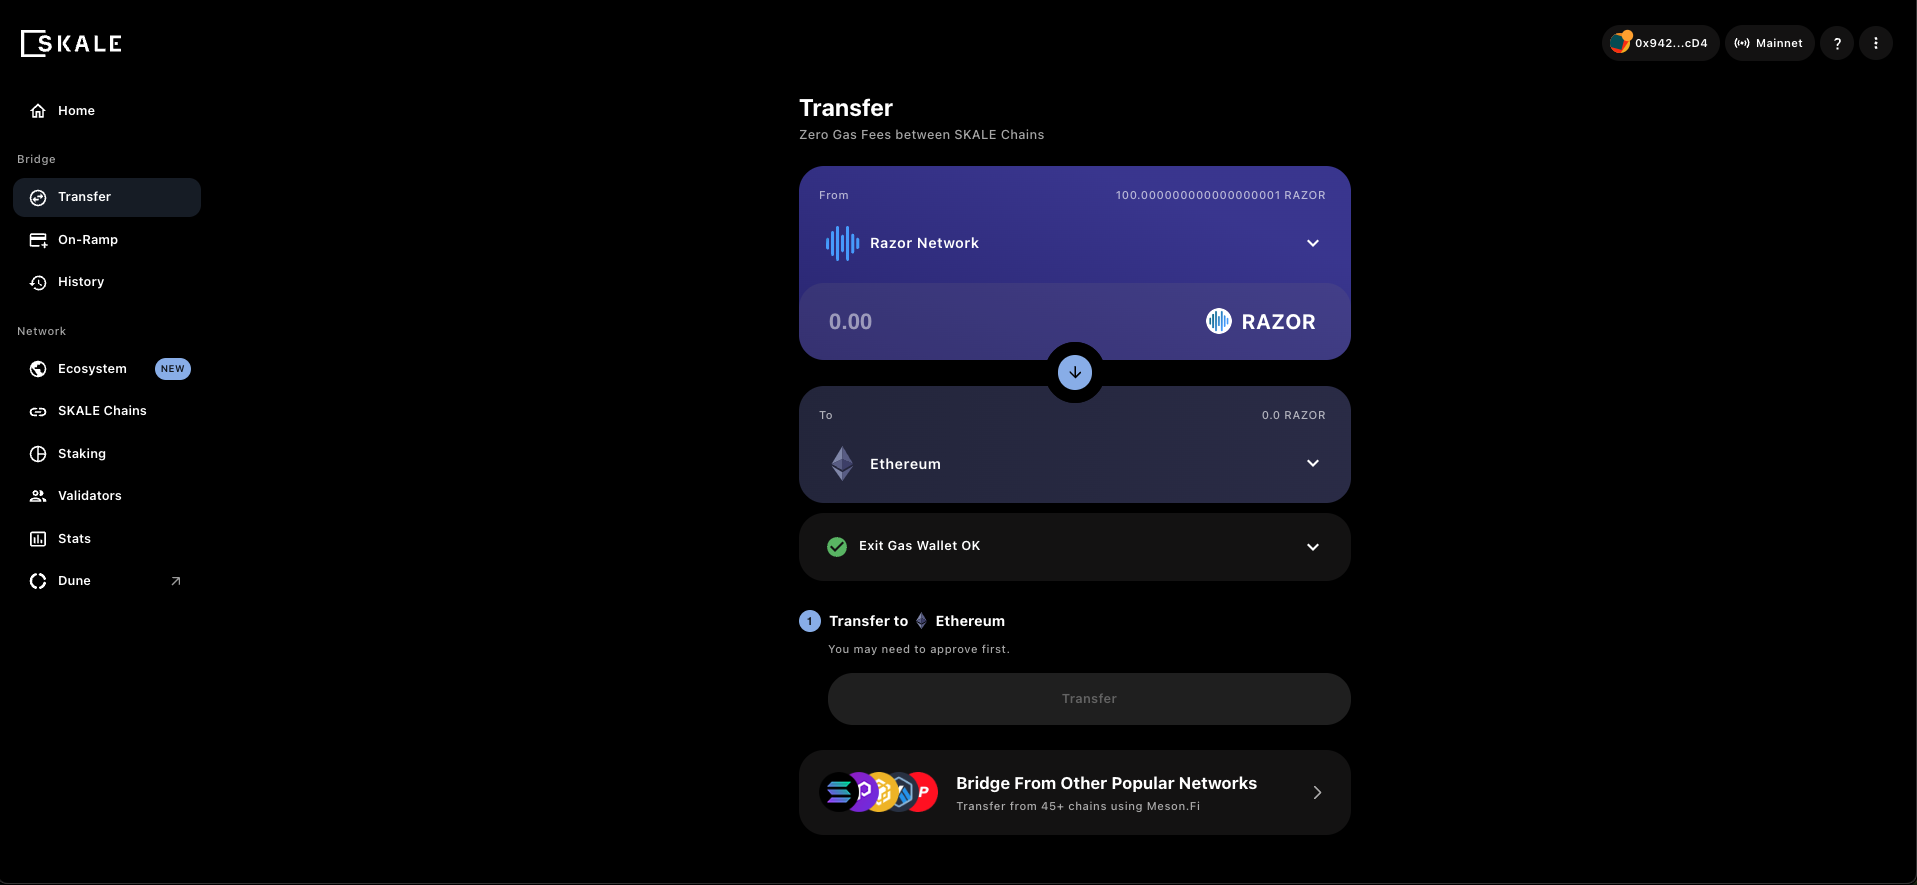 SKALE
0x942...cD4
Mainnet
?
Home
Bridge
Transfer
On-Ramp
History
Network
Ecosystem NEW
SKALE Chains
Staking
Validators
Stats
Dune
Transfer
Zero Gas Fees between SKALE Chains
From 100.000000000000000001 RAZOR
Razor Network
0.00 RAZOR
To 0.0 RAZOR
Ethereum
Exit Gas Wallet OK
1 Transfer to Ethereum
You may need to approve first.
Transfer
P
Bridge From Other Popular Networks
Transfer from 45+ chains using Meson.Fi